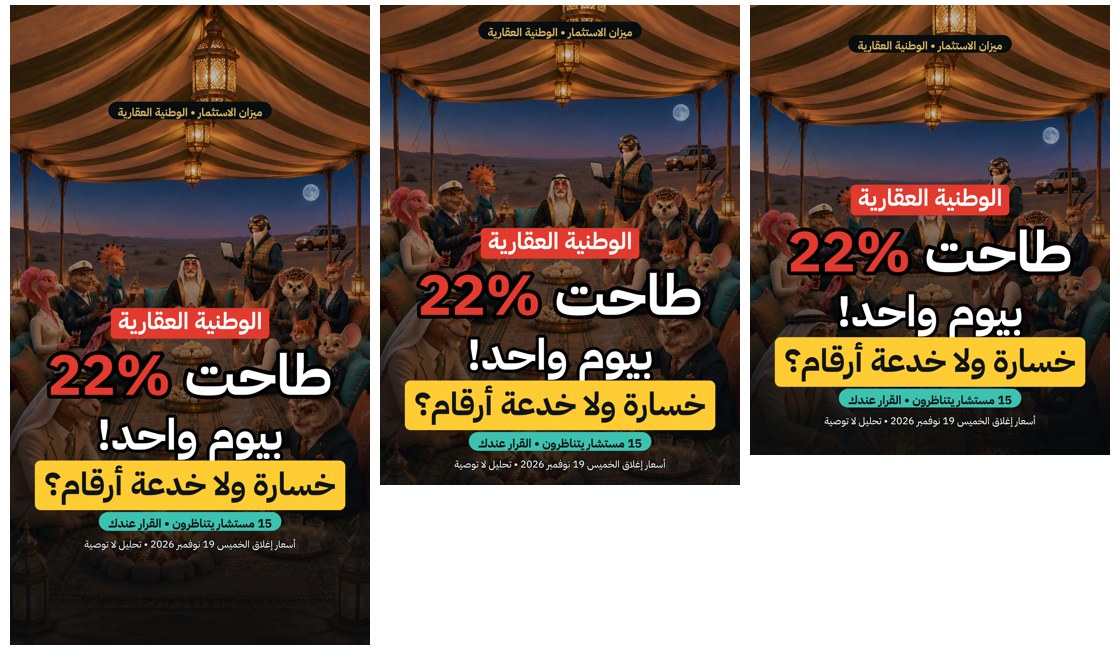 ميزان الاستثمار • الوطنية العقارية
الوطنية العقارية
طاحت 22%
بيوم واحد!
خسارة ولا خدعة أرقام؟
15 مستشار يتناظرون • القرار عندك
أسعار إغلاق الخميس 19 نوفمبر 2026 • تحليل لا توصية
ميزان الاستثمار • الوطنية العقارية
الوطنية العقارية
طاحت 22%
بيوم واحد!
خسارة ولا خدعة أرقام؟
15 مستشار يتناظرون • القرار عندك
أسعار إغلاق الخميس 19 نوفمبر 2026 • تحليل لا توصية
ميزان الاستثمار • الوطنية العقارية
الوطنية العقارية
طاحت 22%
بيوم واحد!
خسارة ولا خدعة أرقام؟
15 مستشار يتناظرون • القرار عندك
أسعار إغلاق الخميس 19 نوفمبر 2026 • تحليل لا توصية